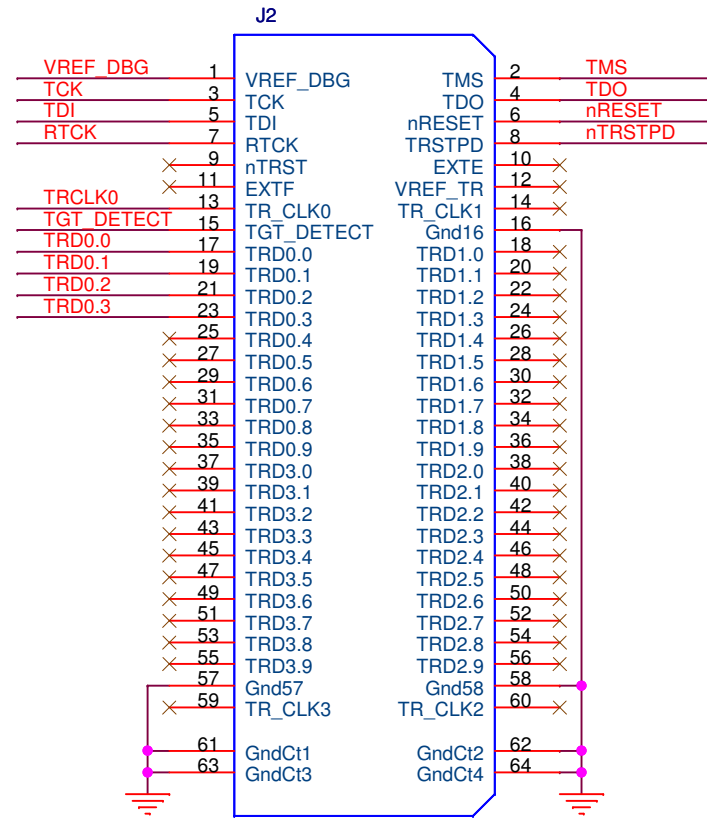 J2
VREF_DBG 1 VREF_DBG TMS 2 TMS
TCK 3 TCK TDO 4 TDO
TDI 5 TDI nRESET 6 nRESET
RTCK 7 RTCK TRSTPD 8 nTRSTPD
9 nTRST EXTE 10
11 EXTF VREF_TR 12
TRCLK0 13 TR_CLK0 TR_CLK1 14
TGT_DETECT 15 TGT_DETECT Gnd16 16
TRD0.0 17 TRD0.0 TRD1.0 18
TRD0.1 19 TRD0.1 TRD1.1 20
TRD0.2 21 TRD0.2 TRD1.2 22
TRD0.3 23 TRD0.3 TRD1.3 24
25 TRD0.4 TRD1.4 26
27 TRD0.5 TRD1.5 28
29 TRD0.6 TRD1.6 30
31 TRD0.7 TRD1.7 32
33 TRD0.8 TRD1.8 34
35 TRD0.9 TRD1.9 36
37 TRD3.0 TRD2.0 38
39 TRD3.1 TRD2.1 40
41 TRD3.2 TRD2.2 42
43 TRD3.3 TRD2.3 44
45 TRD3.4 TRD2.4 46
47 TRD3.5 TRD2.5 48
49 TRD3.6 TRD2.6 50
51 TRD3.7 TRD2.7 52
53 TRD3.8 TRD2.8 54
55 TRD3.9 TRD2.9 56
57 Gnd57 Gnd58 58
59 TR_CLK3 TR_CLK2 60
61 GndCt1 GndCt2 62
63 GndCt3 GndCt4 64